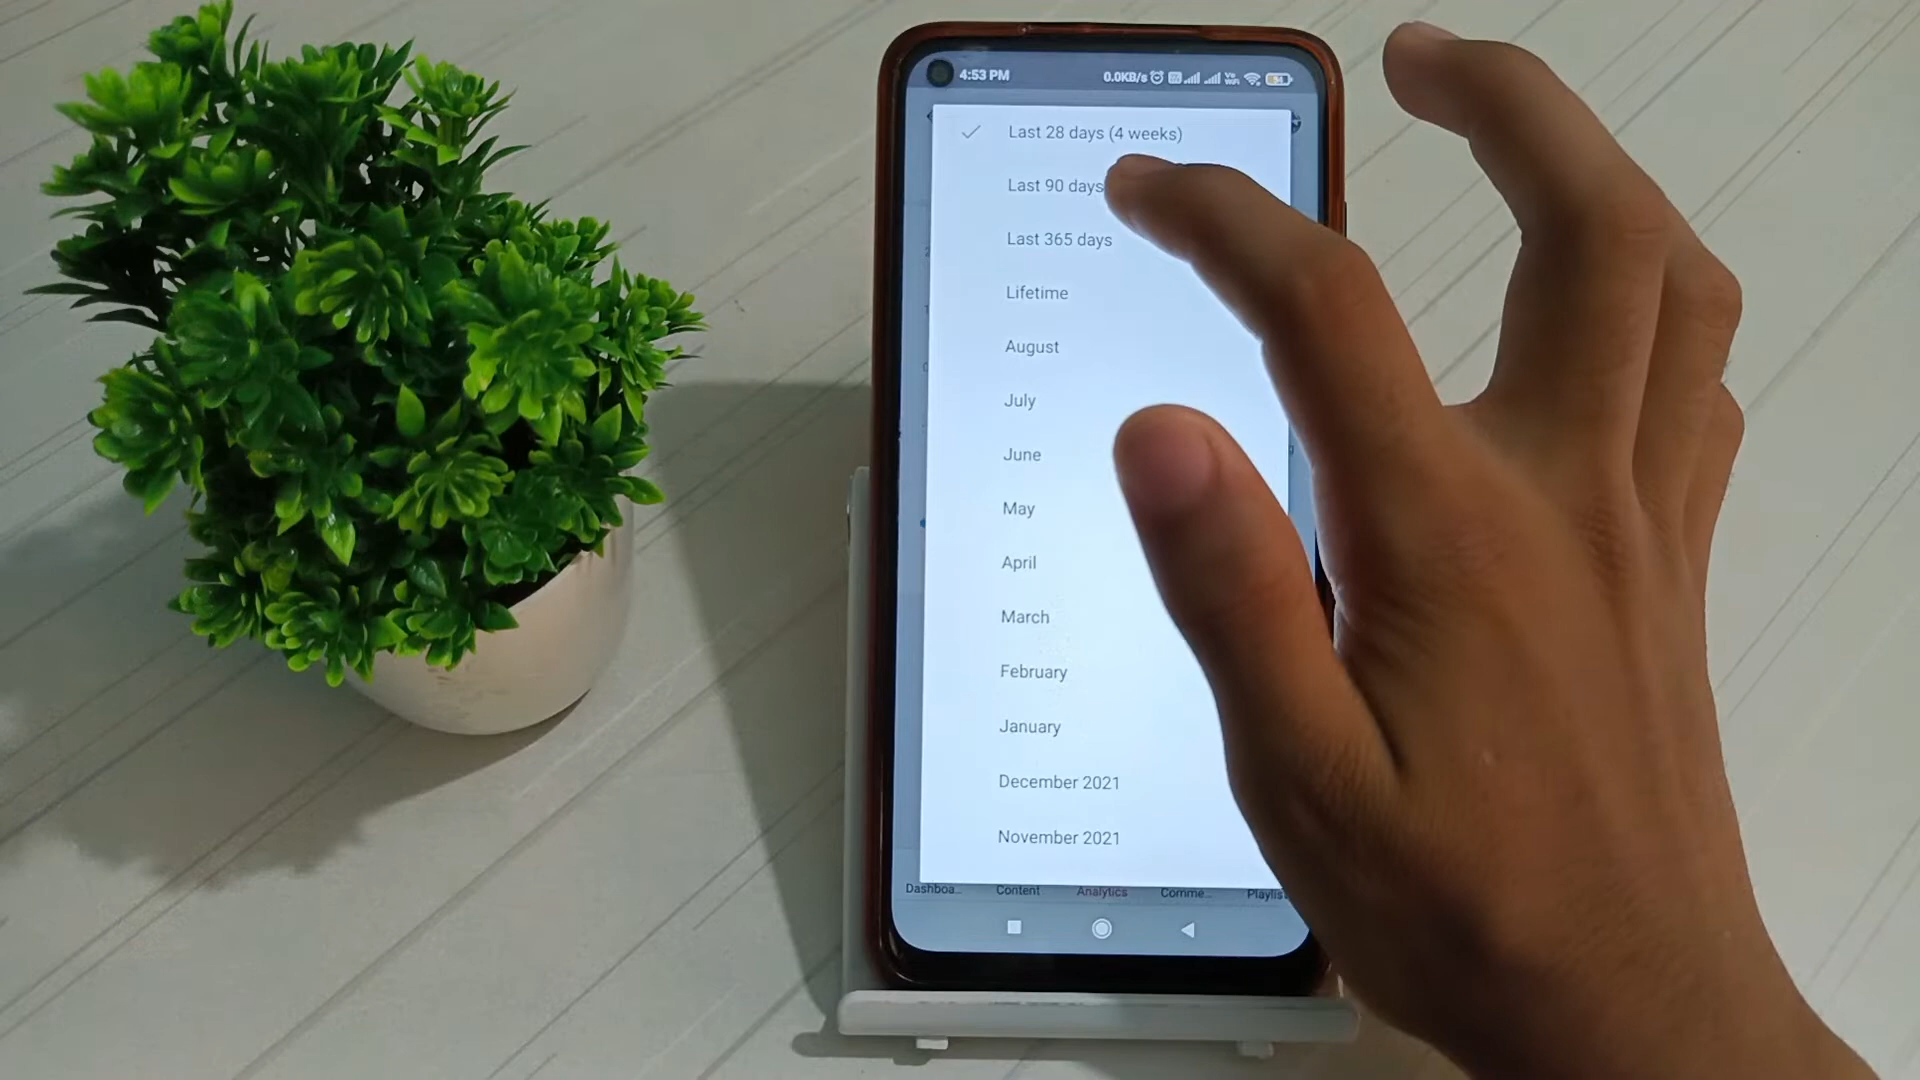 4:53 PM 0.0KB/s 54
Last 28 days (4 weeks)
Last 90 days
Last 365 days
Lifetime
August
July
June
May
April
March
February
January
December 2021
November 2021
Dashboa... Content Analytics Comme... Playlis